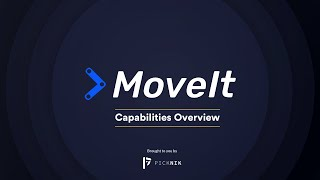 MoveIt
Capabilities Overview
Brought to you by
PICKNIK